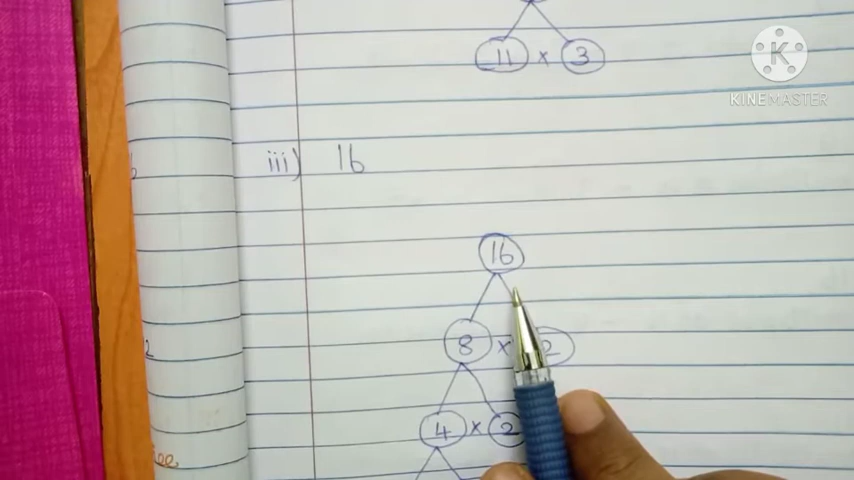 11 x 3
K
KINEMASTER
iii) 16
16
8 x 2
4 x 2